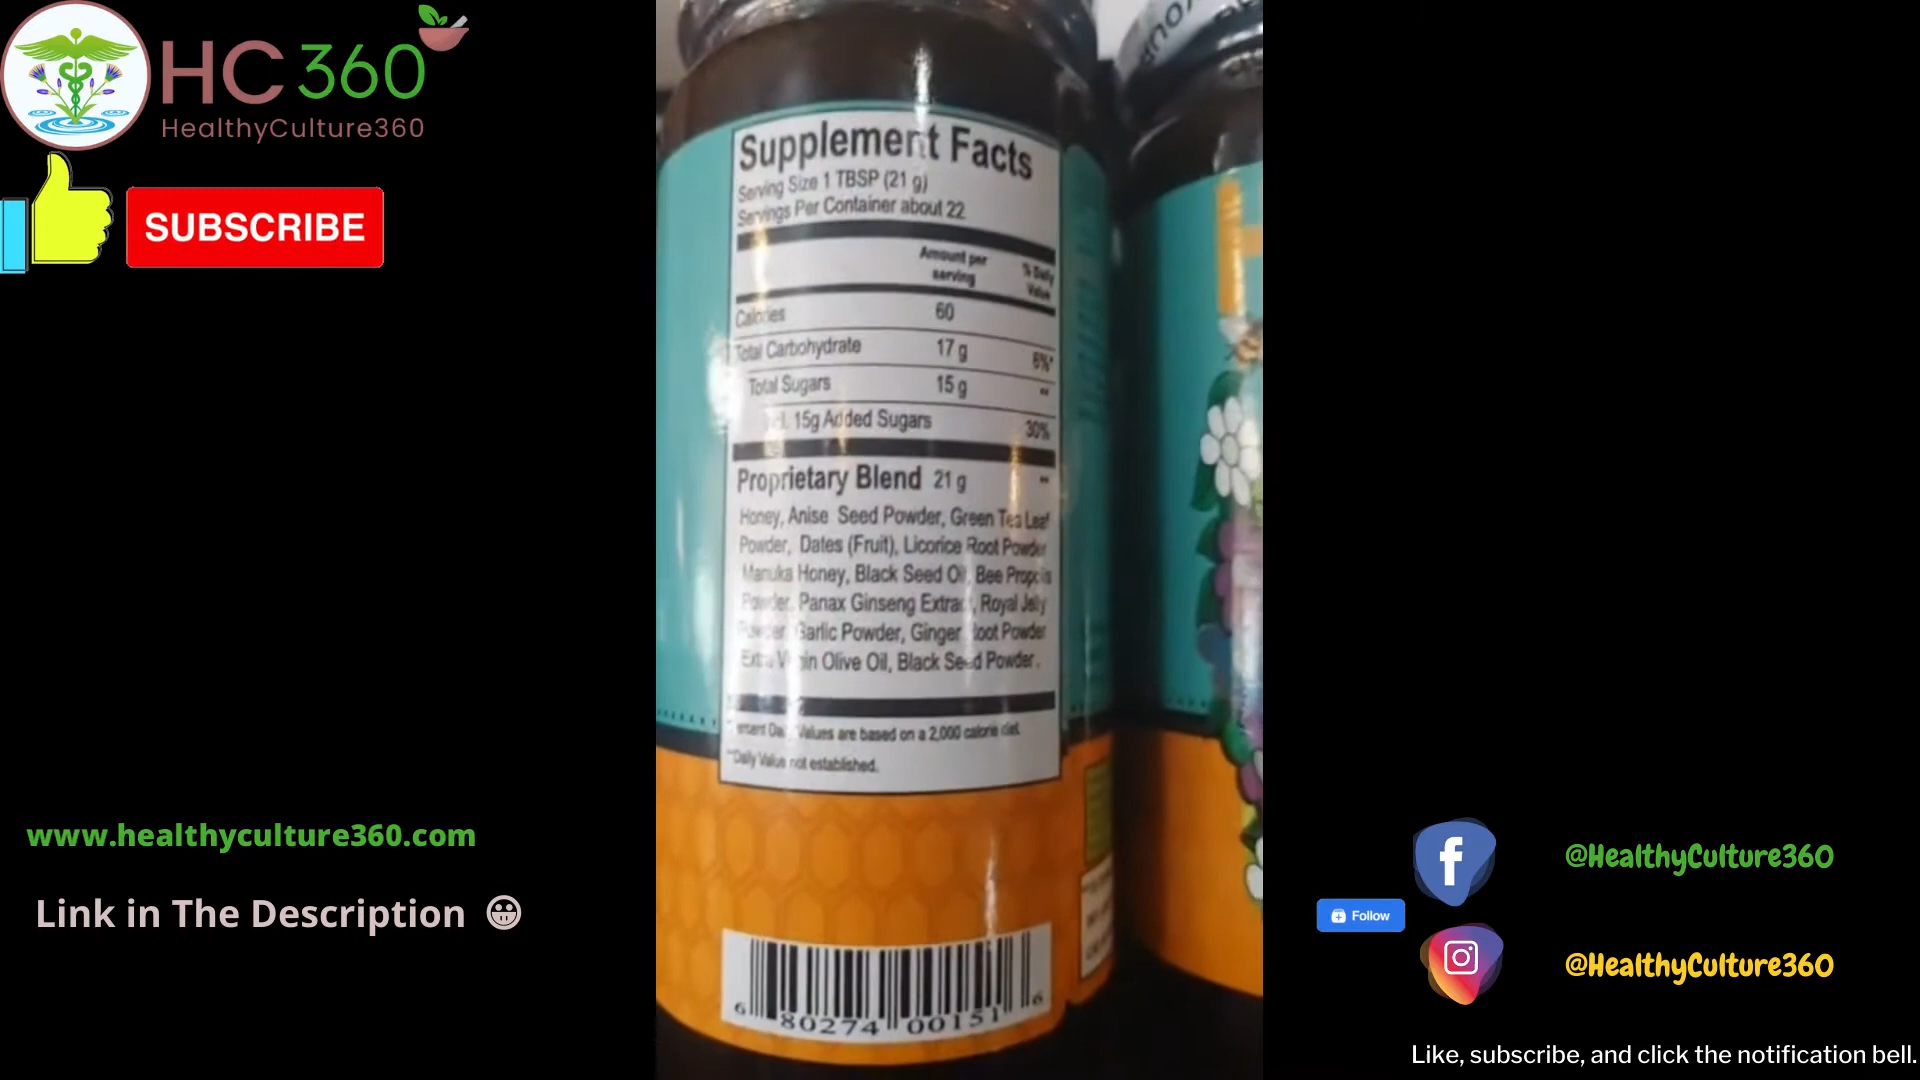 HC 360
HealthyCulture360
SUBSCRIBE
Supplement Facts
Serving Size 1 TBSP (21 g)
Servings Per Container about 22
Amount per
serving
% Daily
Value
Calories 60
Total Carbohydrate 17 g 6%*
Total Sugars 15 g **
15g Added Sugars 30%
Proprietary Blend 21 g **
Honey, Anise Seed Powder, Green Tea Leaf
Powder, Dates (Fruit), Licorice Root Powder
Manuka Honey, Black Seed Oil, Bee Propolis
Powder, Panax Ginseng Extract, Royal Jelly
Powder, Garlic Powder, Ginger Root Powder
Extra Virgin Olive Oil, Black Seed Powder.
Percent Daily Values are based on a 2,000 calorie diet.
**Daily Value not established.
6 80274 00151 6
www.healthyculture360.com
Link in The Description
@HealthyCulture360
Follow
@HealthyCulture360
Like, subscribe, and click the notification bell.